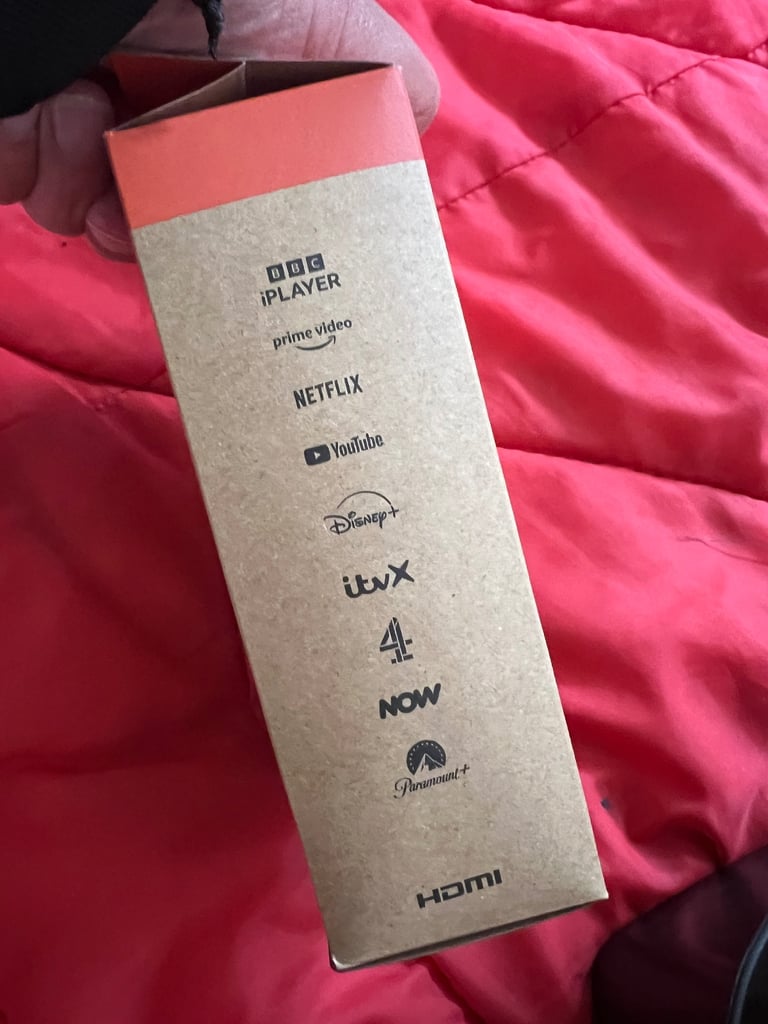 BBC
iPLAYER
prime video
NETFLIX
YouTube
Disney+
itvX
4
NOW
Paramount+
HDMI